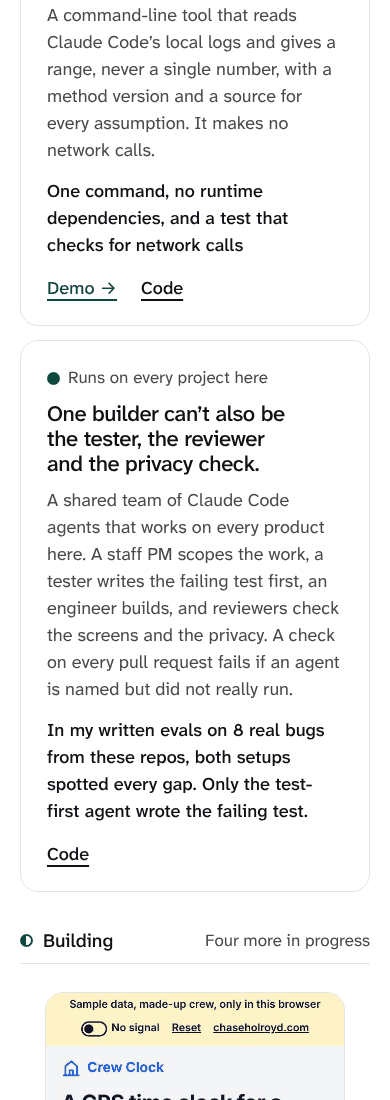 A command-line tool that reads
Claude Code’s local logs and gives a
range, never a single number, with a
method version and a source for
every assumption. It makes no
network calls.
One command, no runtime
dependencies, and a test that
checks for network calls
Demo →
Code
Runs on every project here
One builder can’t also be
the tester, the reviewer
and the privacy check.
A shared team of Claude Code
agents that works on every product
here. A staff PM scopes the work, a
tester writes the failing test first, an
engineer builds, and reviewers check
the screens and the privacy. A check
on every pull request fails if an agent
is named but did not really run.
In my written evals on 8 real bugs
from these repos, both setups
spotted every gap. Only the test-
first agent wrote the failing test.
Code
Building
Four more in progress
Sample data, made-up crew, only in this browser
No signal Reset chaseholroyd.com
Crew Clock
A GPS time clock for a